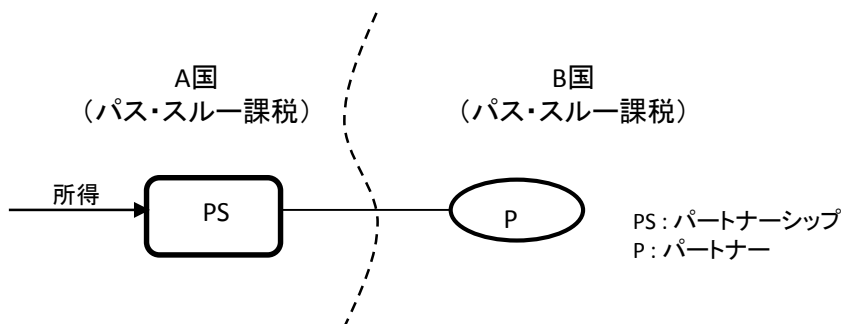 A国
（パス・スルー課税）
B国
（パス・スルー課税）
所得
PS
P
PS : パートナーシップ
P : パートナー